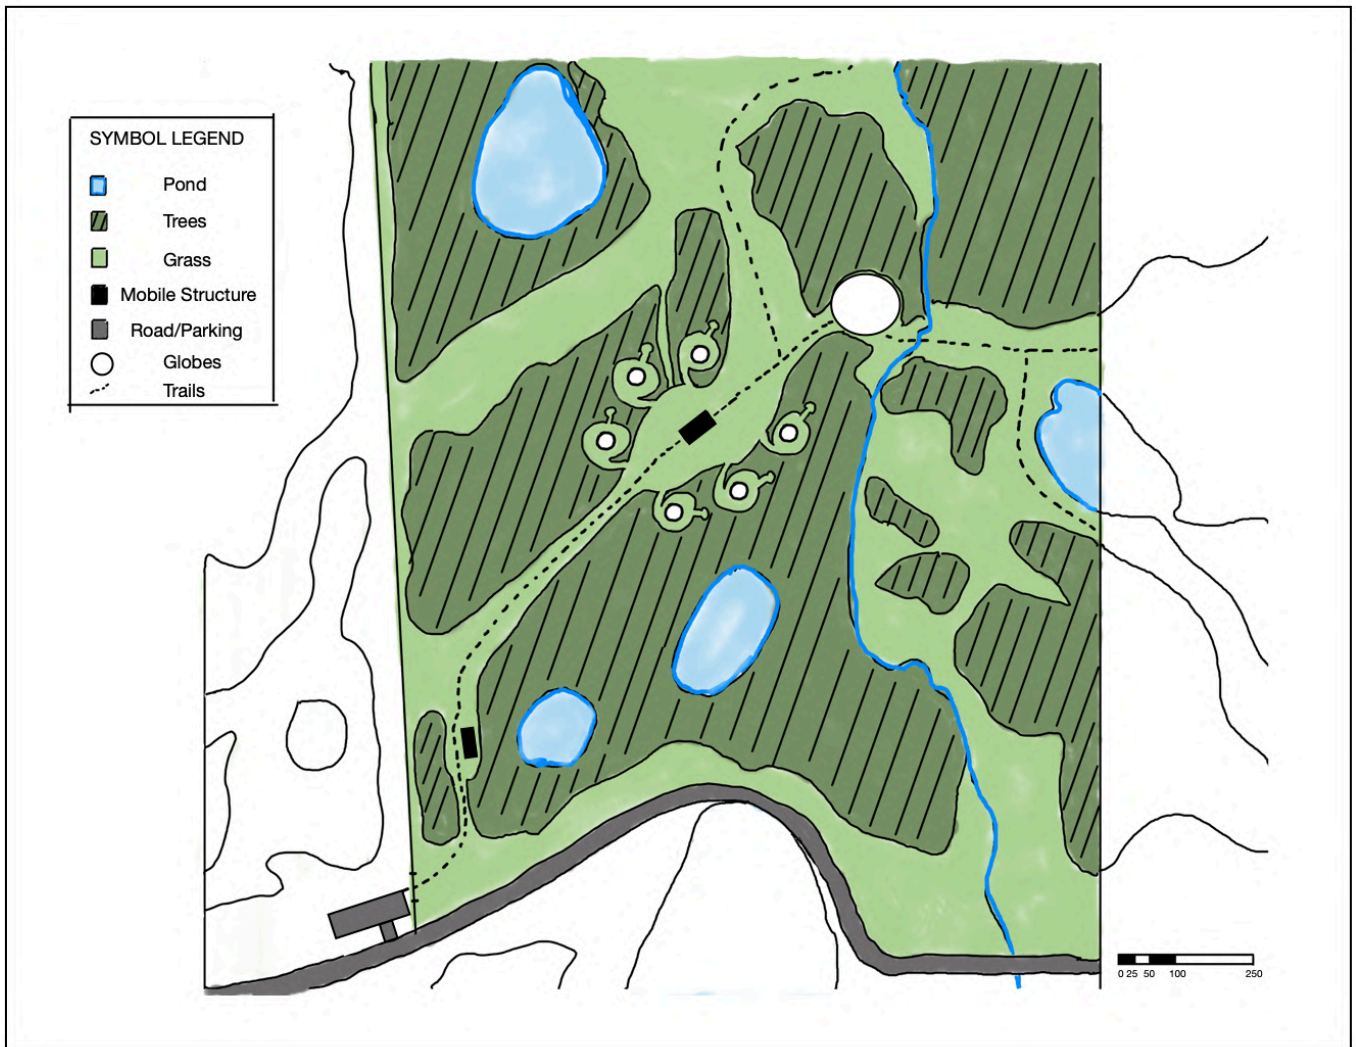 SYMBOL LEGEND
Pond
Trees
Grass
Mobile Structure
Road/Parking
Globes
Trails
0 25 50 100 250